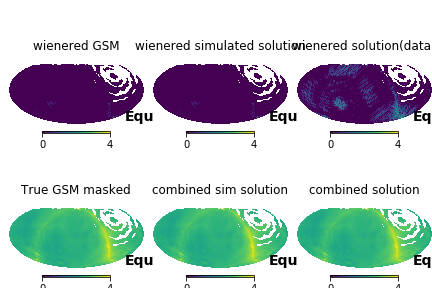 wienered GSM
wienered simulated solution
wienered solution(data
Equ
Equ
Eq
0 4
0 4
0 4
True GSM masked
combined sim solution
combined solution
Equ
Equ
Eq
0 4
0 4
0 4